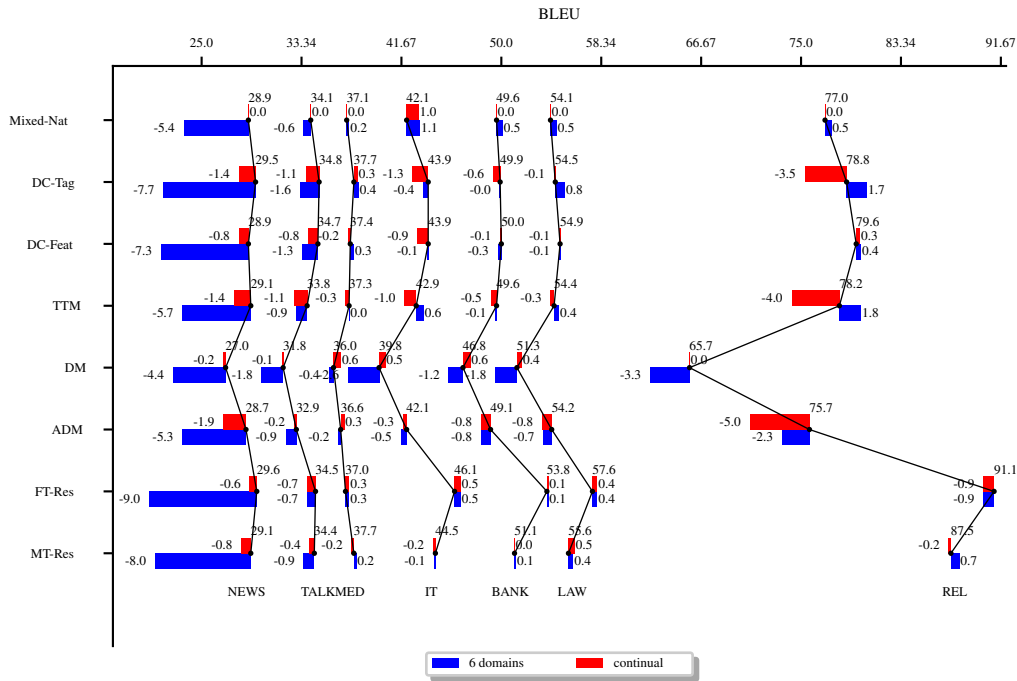 BLEU
25.0 33.34 41.67 50.0 58.34 66.67 75.0 83.34 91.67
28.9 34.1 37.1 42.1 49.6 54.1 77.0
0.0 0.0 0.0 1.0 0.0 0.0 0.0
Mixed-Nat
-5.4 -0.6 0.2 1.1 0.5 0.5 0.5
29.5 34.8 37.7 43.9 49.9 54.5 78.8
-1.4 -1.1 0.3 -1.3 -0.6 -0.1 -3.5
DC-Tag
-7.7 -1.6 0.4 -0.4 -0.0 0.8 1.7
28.9 34.7 37.4 43.9 50.0 54.9 79.6
-0.8 -0.8 -0.2 -0.9 -0.1 -0.1 0.3
DC-Feat
-7.3 -1.3 0.3 -0.1 -0.3 -0.1 0.4
29.1 33.8 37.3 42.9 49.6 54.4 78.2
-1.4 -1.1 -0.3 -1.0 -0.5 -0.3 -4.0
TTM
-5.7 -0.9 0.0 0.6 -0.1 0.4 1.8
27.0 31.8 36.0 39.8 46.8 51.3 65.7
-0.2 -0.1 0.6 0.5 0.6 0.4 0.0
DM
-4.4 -1.8 -0.4 -2.6 -1.2 -1.8 -3.3
28.7 32.9 36.6 42.1 49.1 54.2 75.7
-1.9 -0.2 0.3 -0.3 -0.8 -0.8 -5.0
ADM
-5.3 -0.9 -0.2 -0.5 -0.8 -0.7 -2.3
29.6 34.5 37.0 46.1 53.8 57.6 91.1
-0.6 -0.7 0.3 0.5 0.1 0.4 -0.9
FT-Res
-9.0 -0.7 0.3 0.5 0.1 0.4 -0.9
29.1 34.4 37.7 44.5 51.1 55.6 87.5
-0.8 -0.4 -0.2 -0.2 0.0 0.5 -0.2
MT-Res
-8.0 -0.9 0.2 -0.1 0.1 0.4 0.7
NEWS TALK MED IT BANK LAW REL
6 domains continual